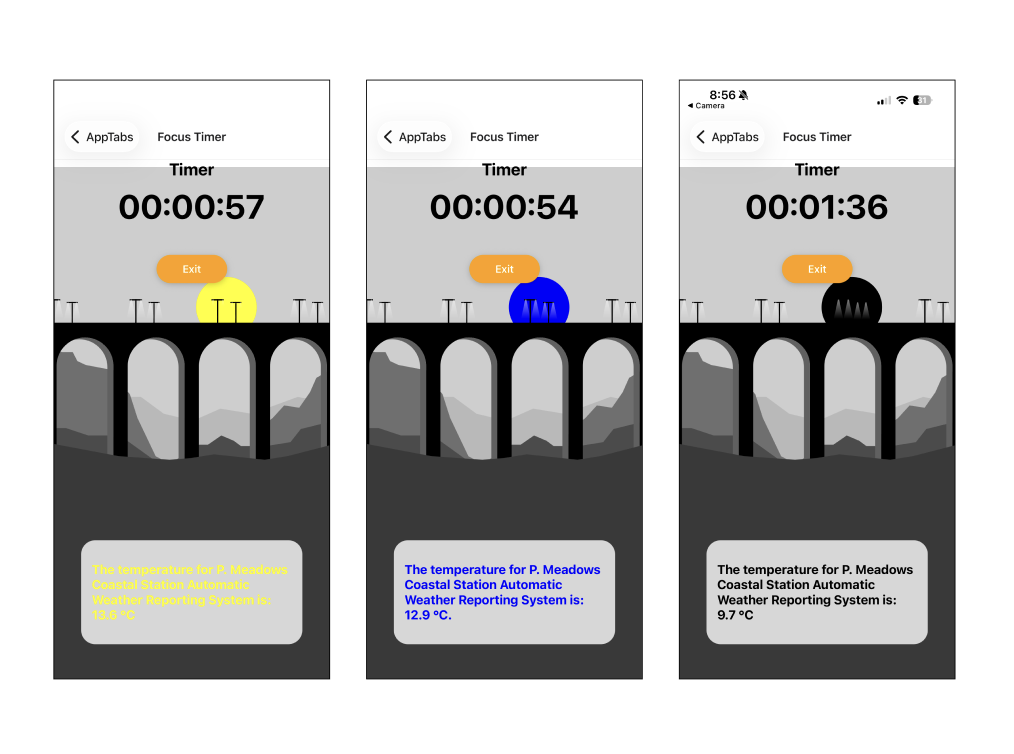 AppTabs
Focus Timer
Timer
00:00:57
Exit
The temperature for P. Meadows
Coastal Station Automatic
Weather Reporting System is:
13.6 °C
AppTabs
Focus Timer
Timer
00:00:54
Exit
The temperature for P. Meadows
Coastal Station Automatic
Weather Reporting System is:
12.9 °C.
8:56
31
◀ Camera
AppTabs
Focus Timer
Timer
00:01:36
Exit
The temperature for P. Meadows
Coastal Station Automatic
Weather Reporting System is:
9.7 °C